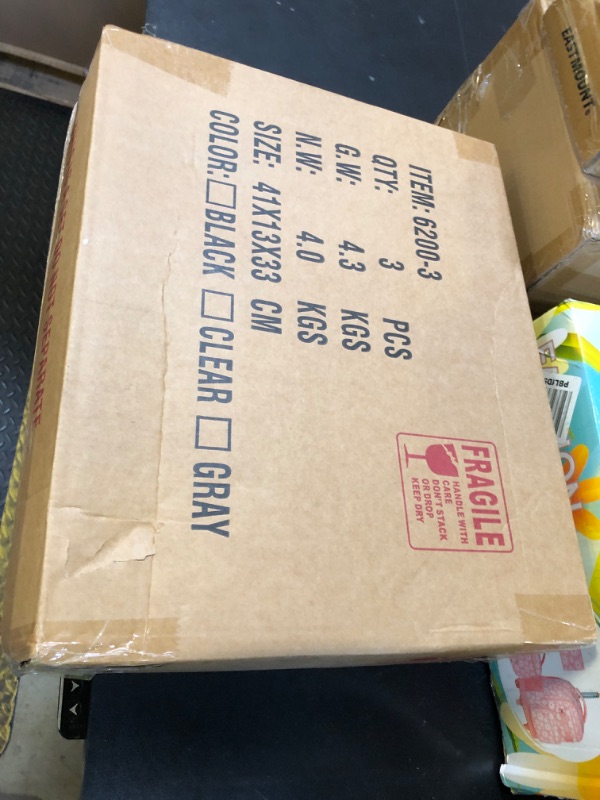 ITEM: 6200-3
QTY: 3 PCS
G.W: 4.3 KGS
N.W: 4.0 KGS
SIZE: 41X13X33 CM
COLOR: BLACK CLEAR GRAY
FRAGILE
HANDLE WITH
CARE
DON'T STACK
OR DROP
KEEP DRY
EASTMOUNT